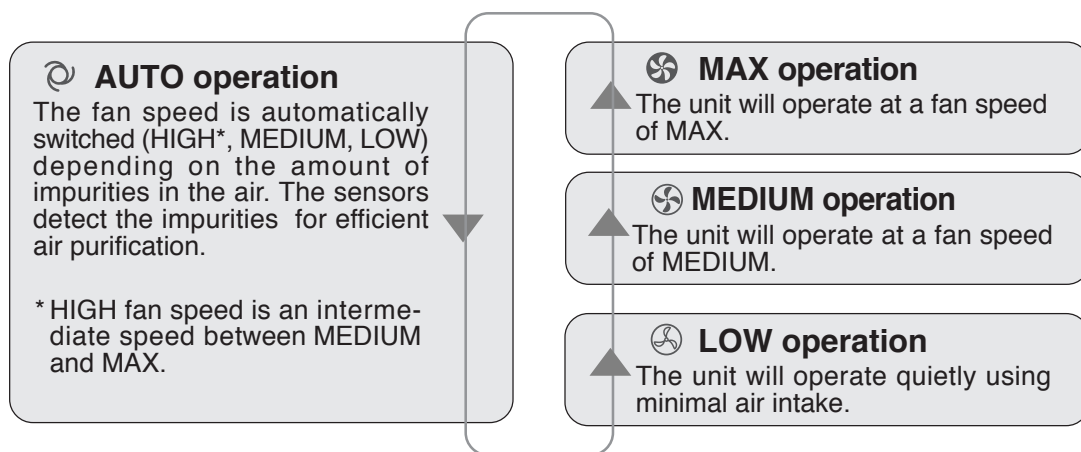 AUTO operation
The fan speed is automatically
switched (HIGH*, MEDIUM, LOW)
depending on the amount of
impurities in the air. The sensors
detect the impurities for efficient
air purification.
* HIGH fan speed is an interme-
diate speed between MEDIUM
and MAX.
MAX operation
The unit will operate at a fan speed
of MAX.
MEDIUM operation
The unit will operate at a fan speed
of MEDIUM.
LOW operation
The unit will operate quietly using
minimal air intake.